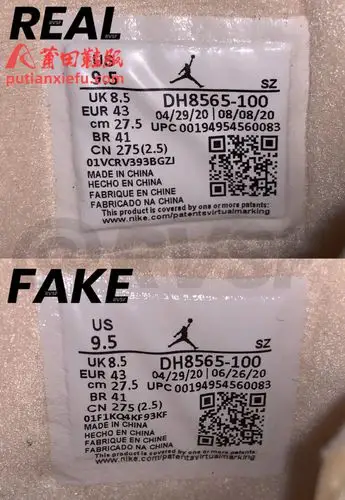 REAL
BVSF
莆田鞋版
putianxiefu.com
US
9.5
SZ
UK 8.5
DH8565-100
EUR 43
04/29/20 | 08/08/20
cm 27.5
UPC 00194954560083
BR 41
CN 275(2.5)
01VCRV393BGZJ
MADE IN CHINA
HECHO EN CHINA
FABRIQUE EN CHINE
FABRICADO NA CHINA
This product is covered by one or more patents:
www.nike.com/patentsvirtualmarking
FAKE
BVSF
US
9.5
SZ
UK 8.5
DH8565-100
EUR 43
04/29/20 | 06/26/20
cm 27.5
UPC 00194954560083
BR 41
CN 275(2.5)
01F1KQ4KF93KF
MADE IN CHINA
HECHO EN CHINA
FABRIQUE EN CHINE
FABRICADO NA CHINA
This product is covered by one or more patents:
www.nike.com/patentsvirtualmarking